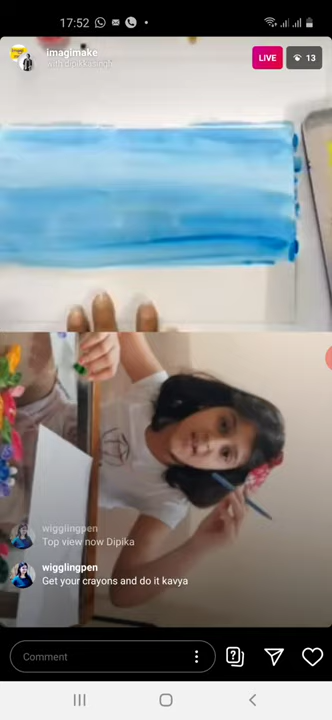 17:52
imagimake
LIVE
13
wigglingpen
Top view now Dipika
wigglingpen
Get your crayons and do it kavya
Comment